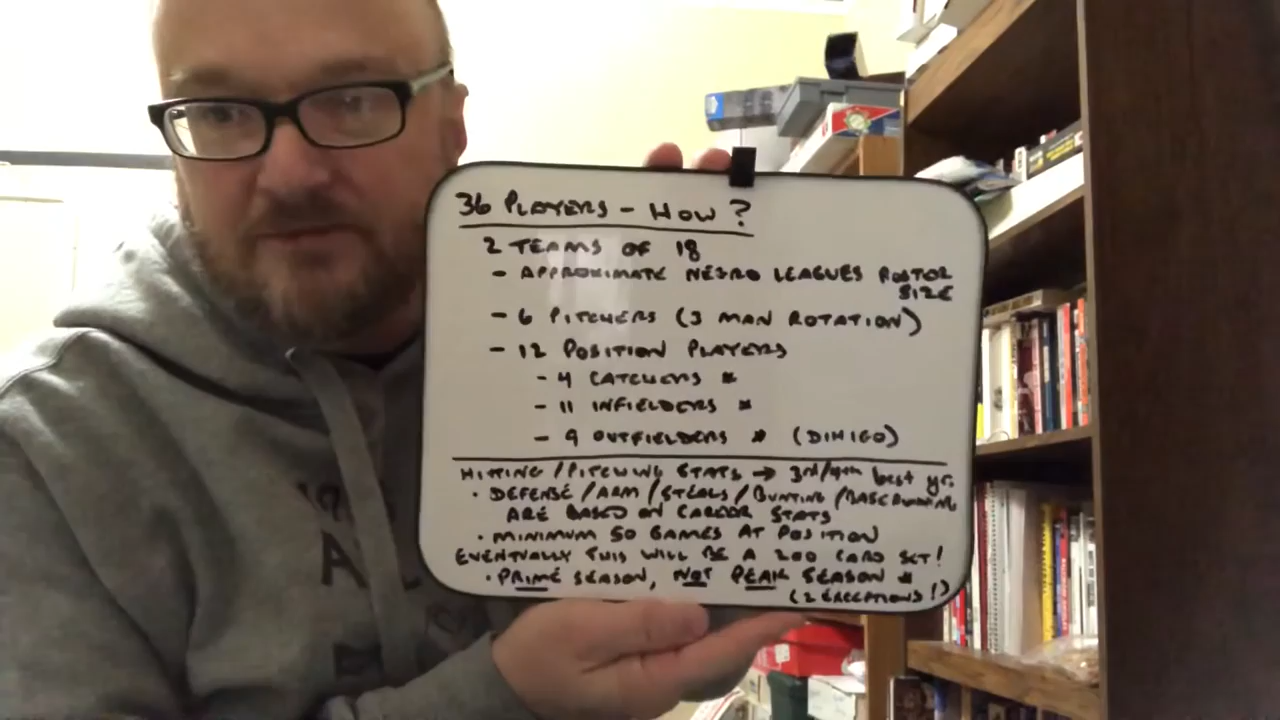 36 PLAYERS - HOW?
2 TEAMS OF 18
- APPROXIMATE NEGRO LEAGUES ROSTER
SIZE
- 6 PITCHERS (3 MAN ROTATION)
- 12 POSITION PLAYERS
- 4 CATCHERS *
- 11 INFIELDERS *
- 9 OUTFIELDERS * (DIHIGO)
HITTING/PITCHING STATS → 3rd/4th best yr.
• DEFENSE/ARM/STEALS/BUNTING/BASERUNNING
ARE BASED ON CAREER STATS
• MINIMUM 50 GAMES AT POSITION
EVENTUALLY THIS WILL BE A 200 CARD SET!
• PRIME SEASON, NOT PEAK SEASON *
(2 EXCEPTIONS!)